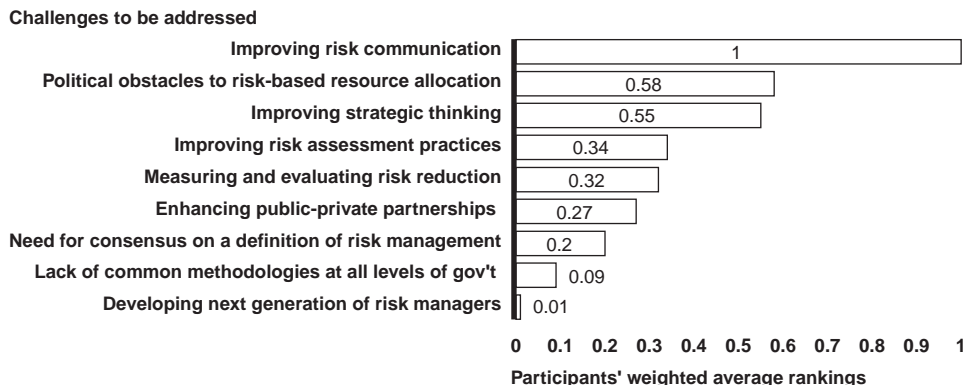 Challenges to be addressed
Improving risk communication 1
Political obstacles to risk-based resource allocation 0.58
Improving strategic thinking 0.55
Improving risk assessment practices 0.34
Measuring and evaluating risk reduction 0.32
Enhancing public-private partnerships 0.27
Need for consensus on a definition of risk management 0.2
Lack of common methodologies at all levels of gov't 0.09
Developing next generation of risk managers 0.01
0 0.1 0.2 0.3 0.4 0.5 0.6 0.7 0.8 0.9 1
Participants' weighted average rankings